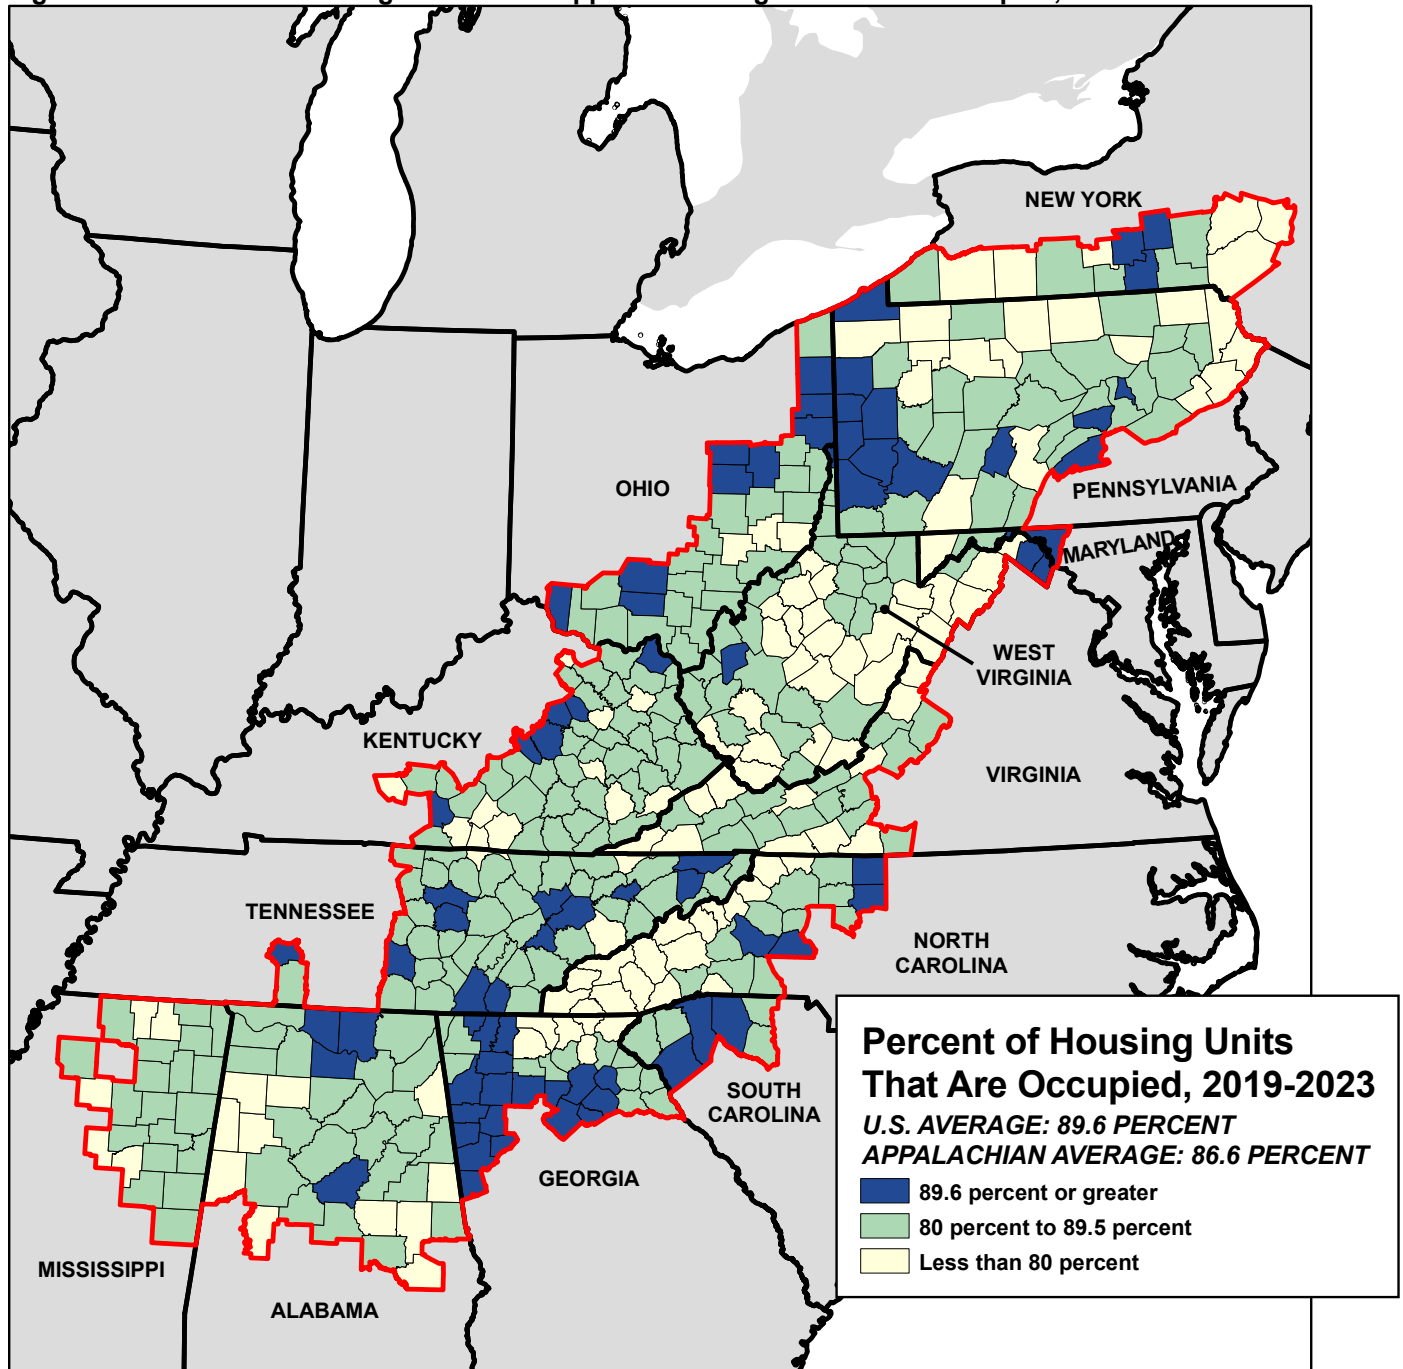 NEW YORK
OHIO
PENNSYLVANIA
MARYLAND
WEST
VIRGINIA
KENTUCKY
VIRGINIA
TENNESSEE
NORTH
CAROLINA
Percent of Housing Units
That Are Occupied, 2019-2023
U.S. AVERAGE: 89.6 PERCENT
APPALACHIAN AVERAGE: 86.6 PERCENT
89.6 percent or greater
80 percent to 89.5 percent
Less than 80 percent
SOUTH
CAROLINA
GEORGIA
MISSISSIPPI
ALABAMA